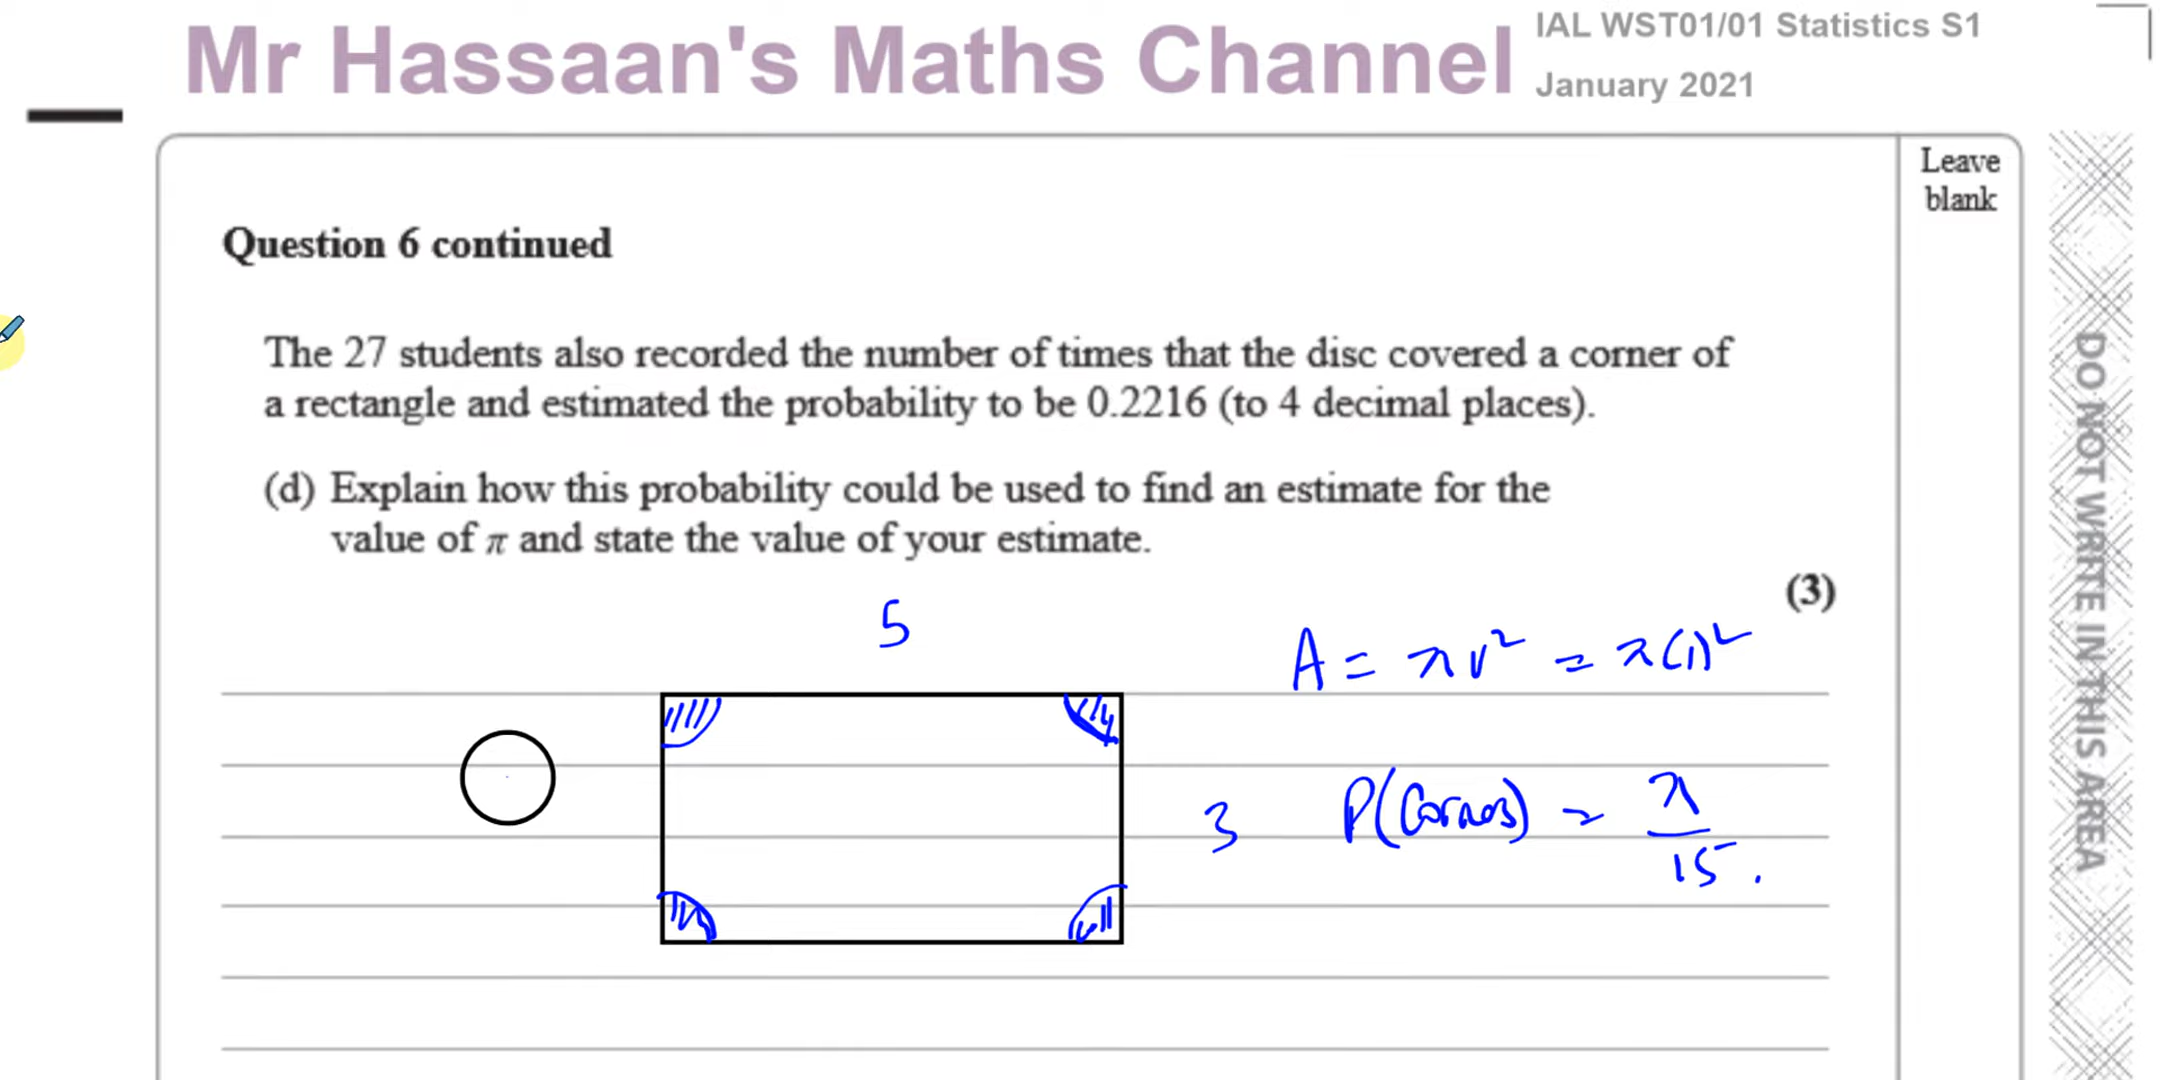 Mr Hassaan's Maths Channel
IAL WST01/01 Statistics S1
January 2021
Leave
blank
Question 6 continued
The 27 students also recorded the number of times that the disc covered a corner of
a rectangle and estimated the probability to be 0.2216 (to 4 decimal places).
(d) Explain how this probability could be used to find an estimate for the
value of π and state the value of your estimate.
(3)
5
A = πr² = π(1)²
3
P(Corners) = π/15.
DO NOT WRITE IN THIS AREA